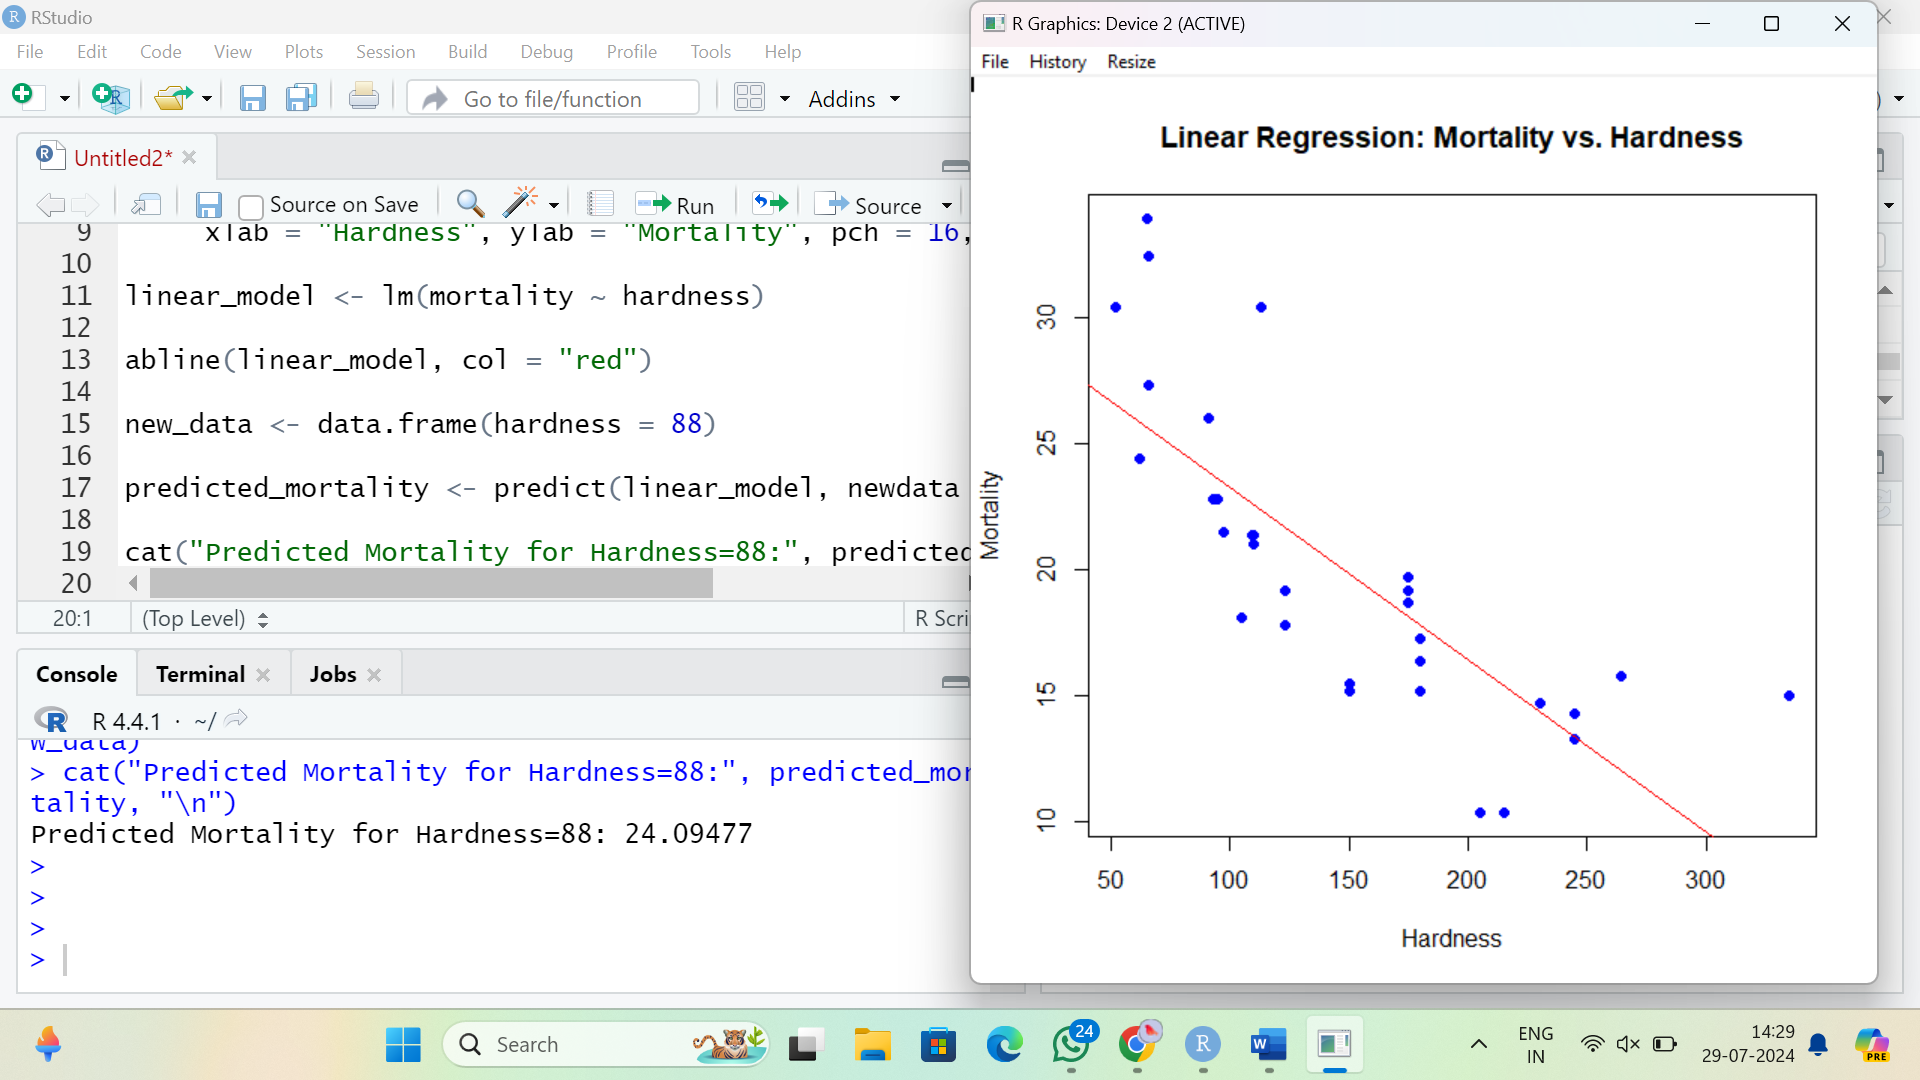 RStudio
File Edit Code View Plots Session Build Debug Profile Tools Help
Go to file/function
Addins
Untitled2*
Source on Save
Run
Source
9 xlab = "Hardness", ylab = "Mortality", pch = 16,
10
11 linear_model <- lm(mortality ~ hardness)
12
13 abline(linear_model, col = "red")
14
15 new_data <- data.frame(hardness = 88)
16
17 predicted_mortality <- predict(linear_model, newdata
18
19 cat("Predicted Mortality for Hardness=88:", predicted
20
20:1 (Top Level) R Scri
Console Terminal Jobs
R 4.4.1 · ~/
w_data)
> cat("Predicted Mortality for Hardness=88:", predicted_mor
tality, "\n")
Predicted Mortality for Hardness=88: 24.09477
>
>
>
>
R Graphics: Device 2 (ACTIVE)
File History Resize
Linear Regression: Mortality vs. Hardness
Mortality
30
25
20
15
10
50 100 150 200 250 300
Hardness
Search
24
ENG
IN
14:29
29-07-2024
PRE